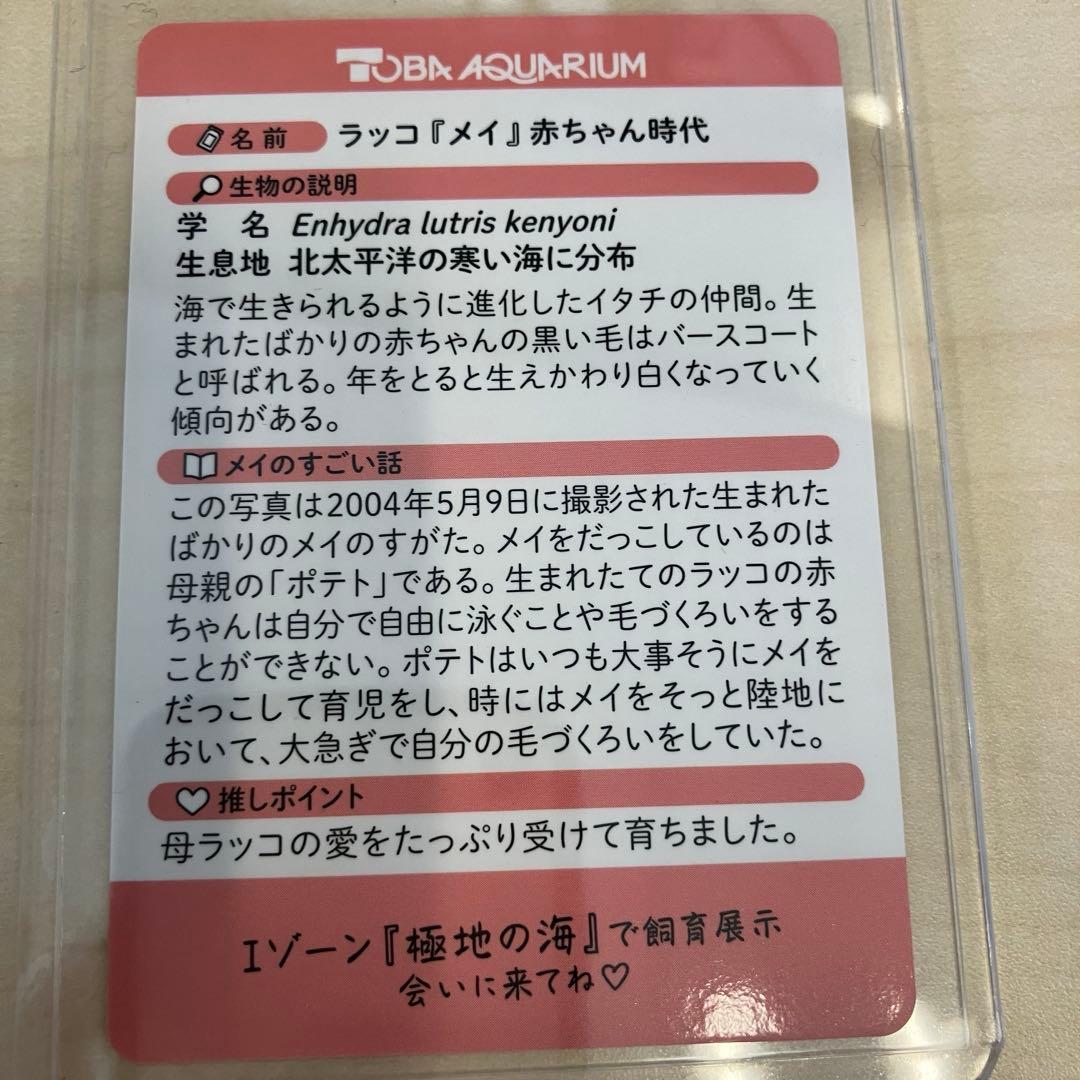 TOBA AQUARIUM
名前 ラッコ『メイ』赤ちゃん時代
生物の説明
学 名 Enhydra lutris kenyoni
生息地 北太平洋の寒い海に分布
海で生きられるように進化したイタチの仲間。生
まれたばかりの赤ちゃんの黒い毛はバースコート
と呼ばれる。年をとると生えかわり白くなっていく
傾向がある。
メイのすごい話
この写真は2004年5月9日に撮影された生まれた
ばかりのメイのすがた。メイをだっこしているのは
母親の「ポテト」である。生まれたてのラッコの赤
ちゃんは自分で自由に泳ぐことや毛づくろいをする
ことができない。ポテトはいつも大事そうにメイを
だっこして育児をし、時にはメイをそっと陸地に
おいて、大急ぎで自分の毛づくろいをしていた。
推しポイント
母ラッコの愛をたっぷり受けて育ちました。
Iゾーン『極地の海』で飼育展示
会いに来てね♡